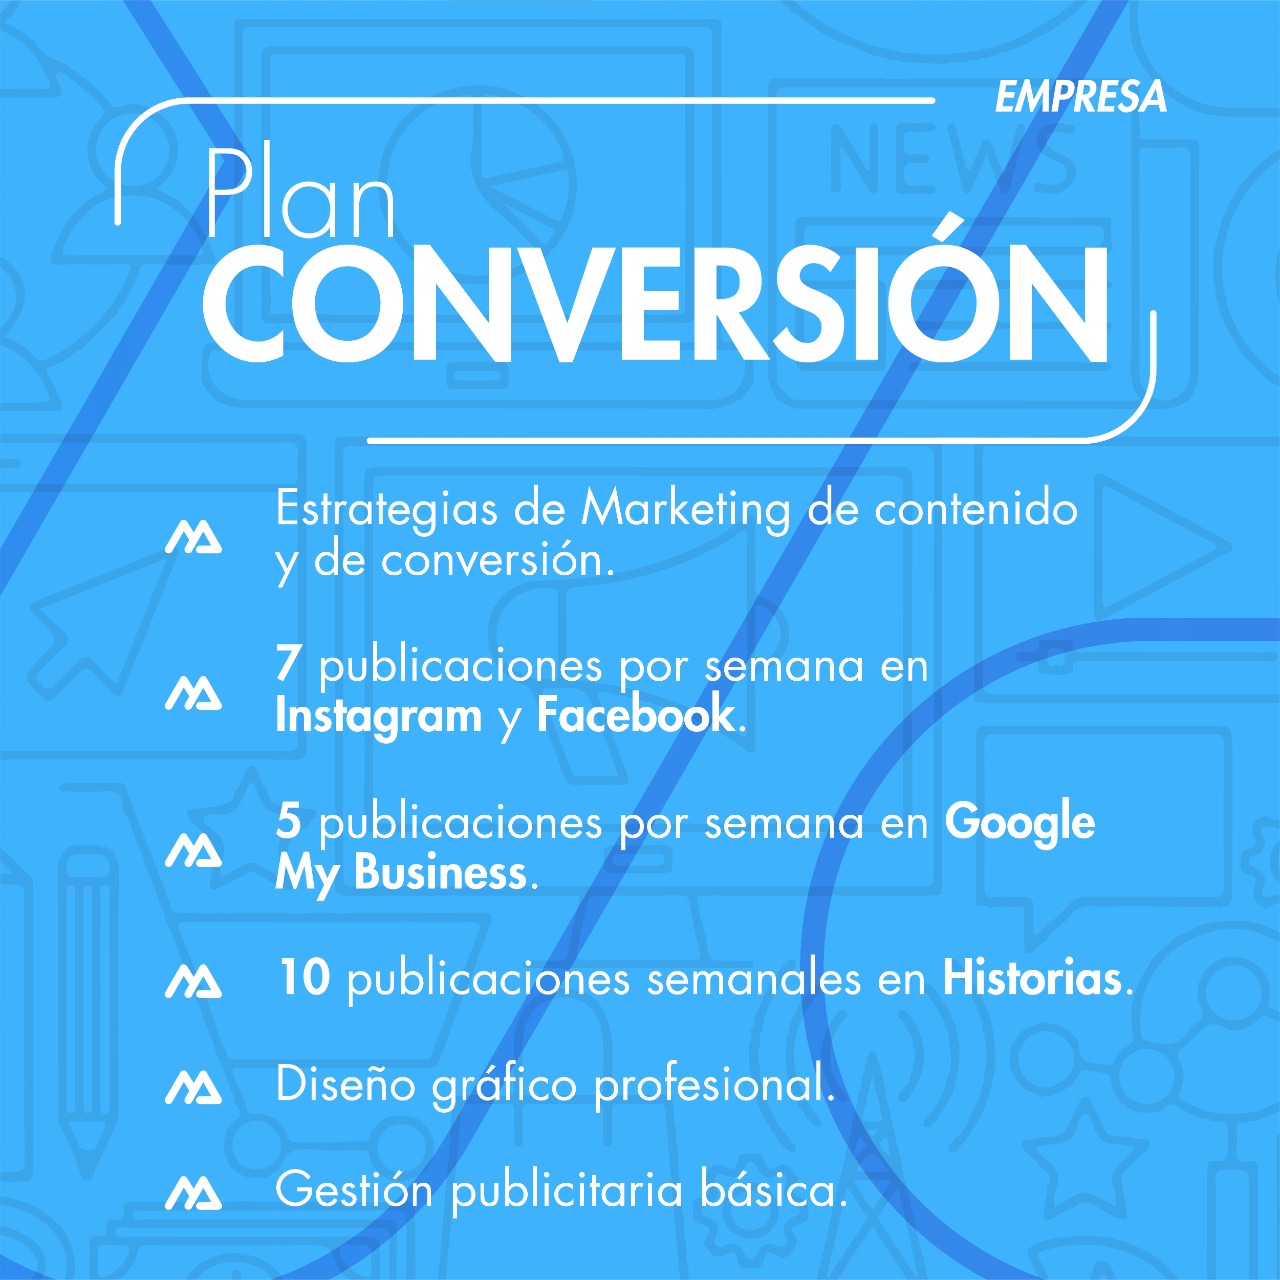 EMPRESA
Plan
CONVERSIÓN
NEWS
Estrategias de Marketing de contenido
y de conversión.
7 publicaciones por semana en
Instagram y Facebook.
5 publicaciones por semana en Google
My Business.
10 publicaciones semanales en Historias.
Diseño gráfico profesional.
Gestión publicitaria básica.